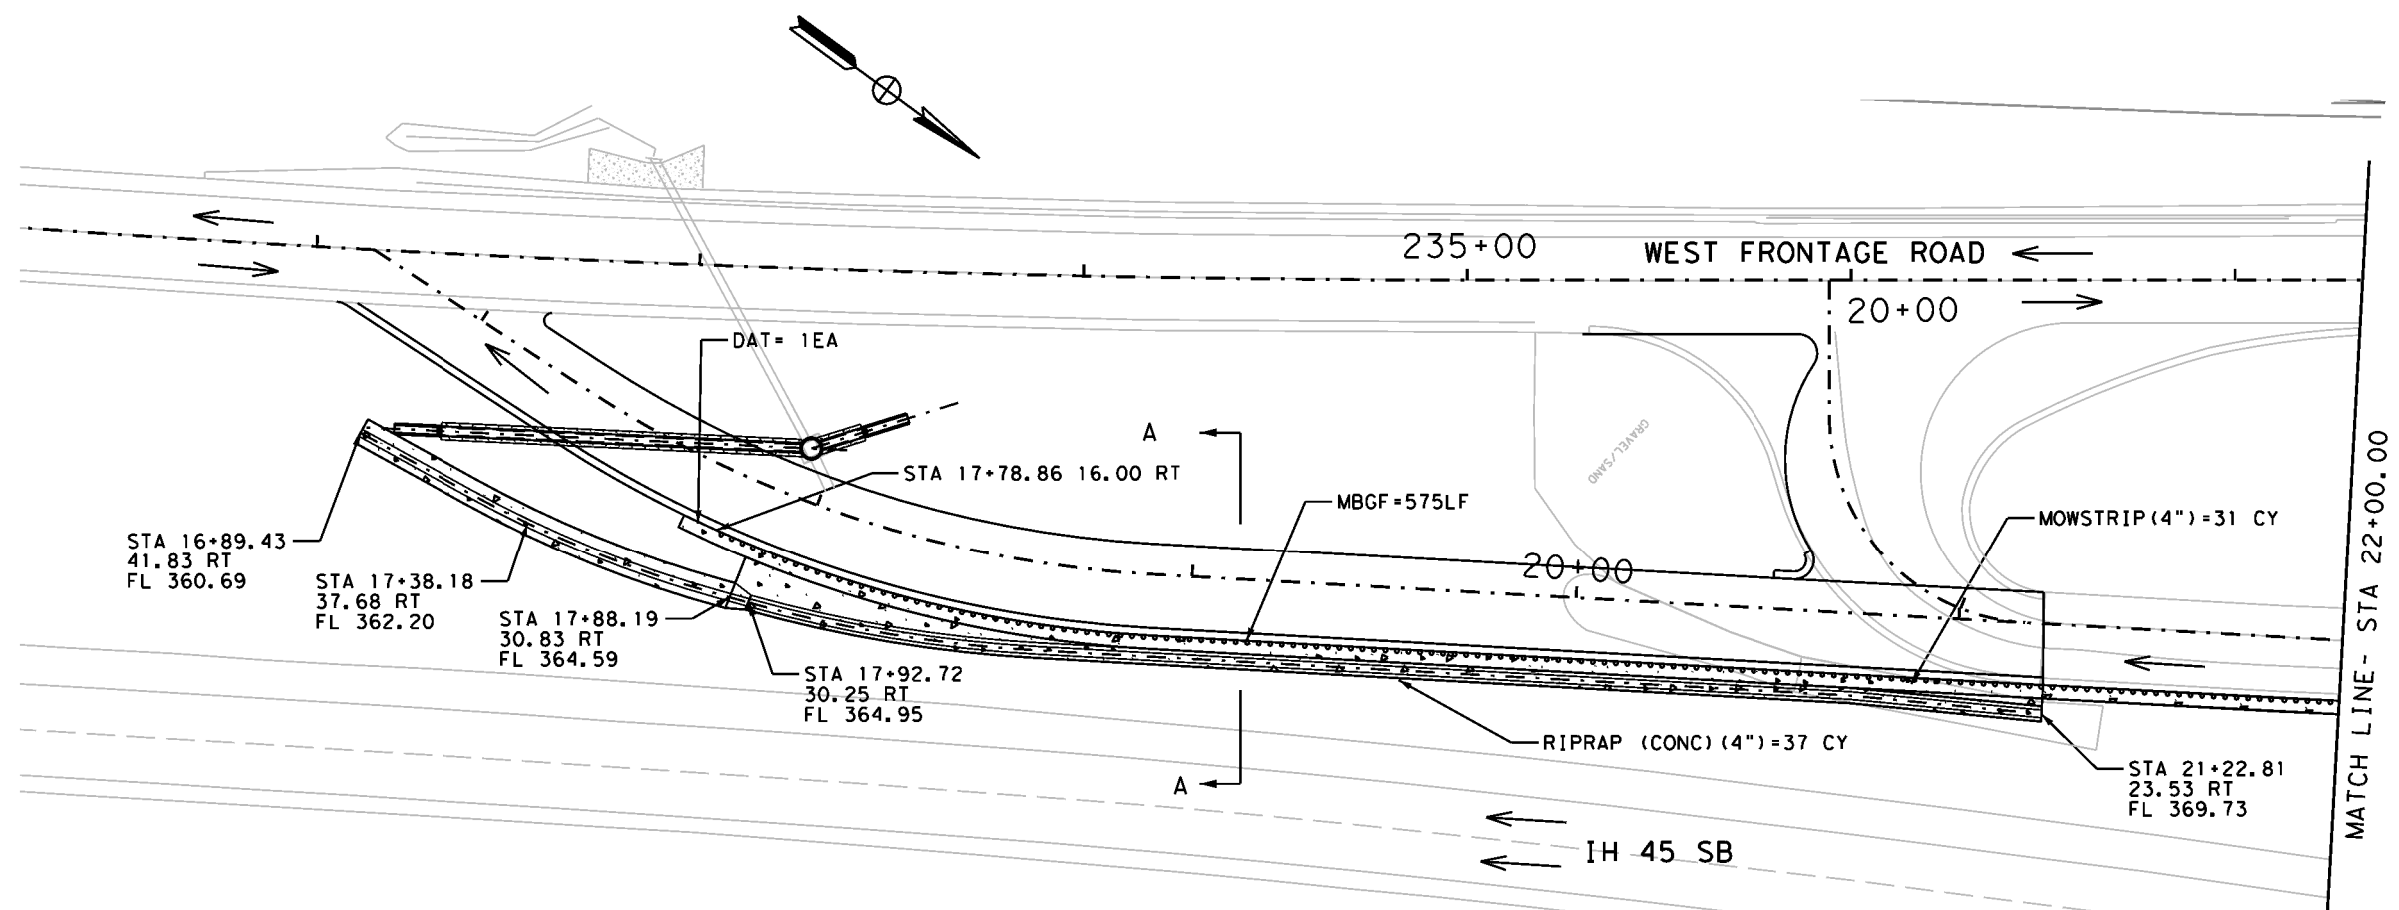 235+00
WEST FRONTAGE ROAD
20+00
DAT= 1EA
A
STA 17+78.86 16.00 RT
GRAVEL/SAND
MBGF=575LF
MOWSTRIP(4")=31 CY
STA 16+89.43
41.83 RT
FL 360.69
STA 17+38.18
37.68 RT
FL 362.20
STA 17+88.19
30.83 RT
FL 364.59
STA 17+92.72
30.25 RT
FL 364.95
20+00
RIPRAP (CONC)(4")=37 CY
A
STA 21+22.81
23.53 RT
FL 369.73
IH 45 SB
MATCH LINE- STA 22+00.00